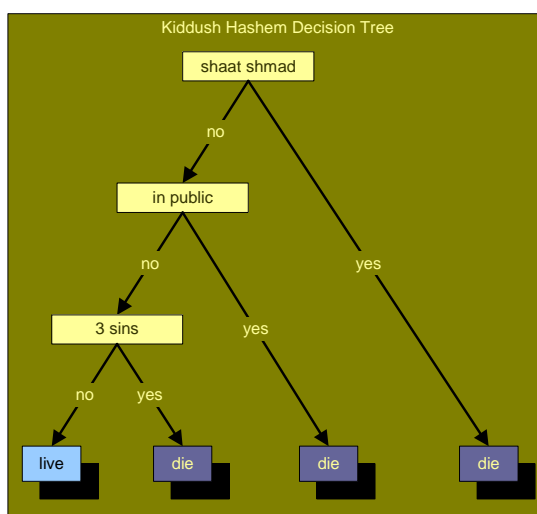 Kiddush Hashem Decision Tree
shaat shmad
no
in public
no
yes
3 sins
yes
no
yes
live
die
die
die